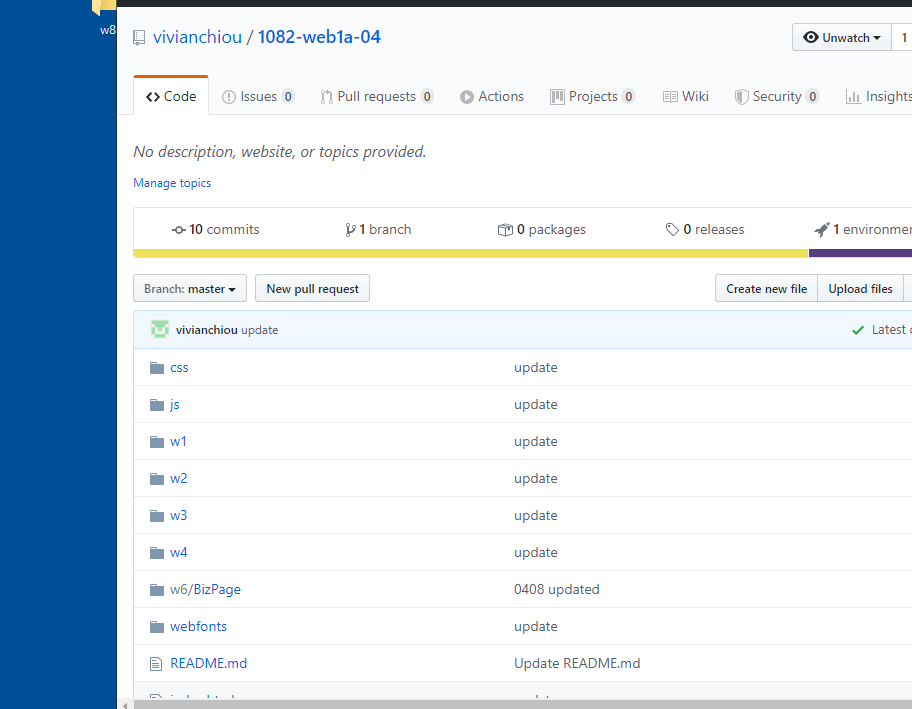 w8
vivianchiou / 1082-web1a-04
Unwatch 1
Code Issues 0 Pull requests 0 Actions Projects 0 Wiki Security 0 Insights
No description, website, or topics provided.
Manage topics
10 commits 1 branch 0 packages 0 releases 1 environmen
Branch: master New pull request Create new file Upload files
vivianchiou update Latest
css update
js update
w1 update
w2 update
w3 update
w4 update
w6/BizPage 0408 updated
webfonts update
README.md Update README.md